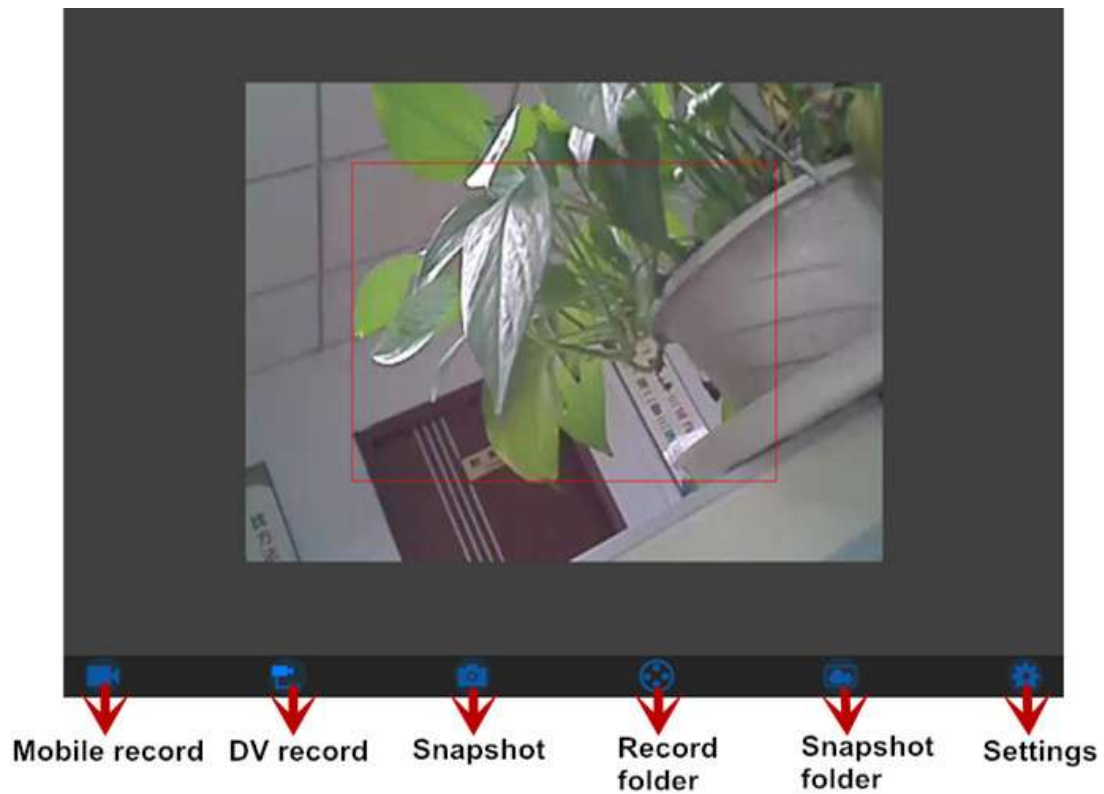 Mobile record
DV record
Snapshot
Record
folder
Snapshot
folder
Settings